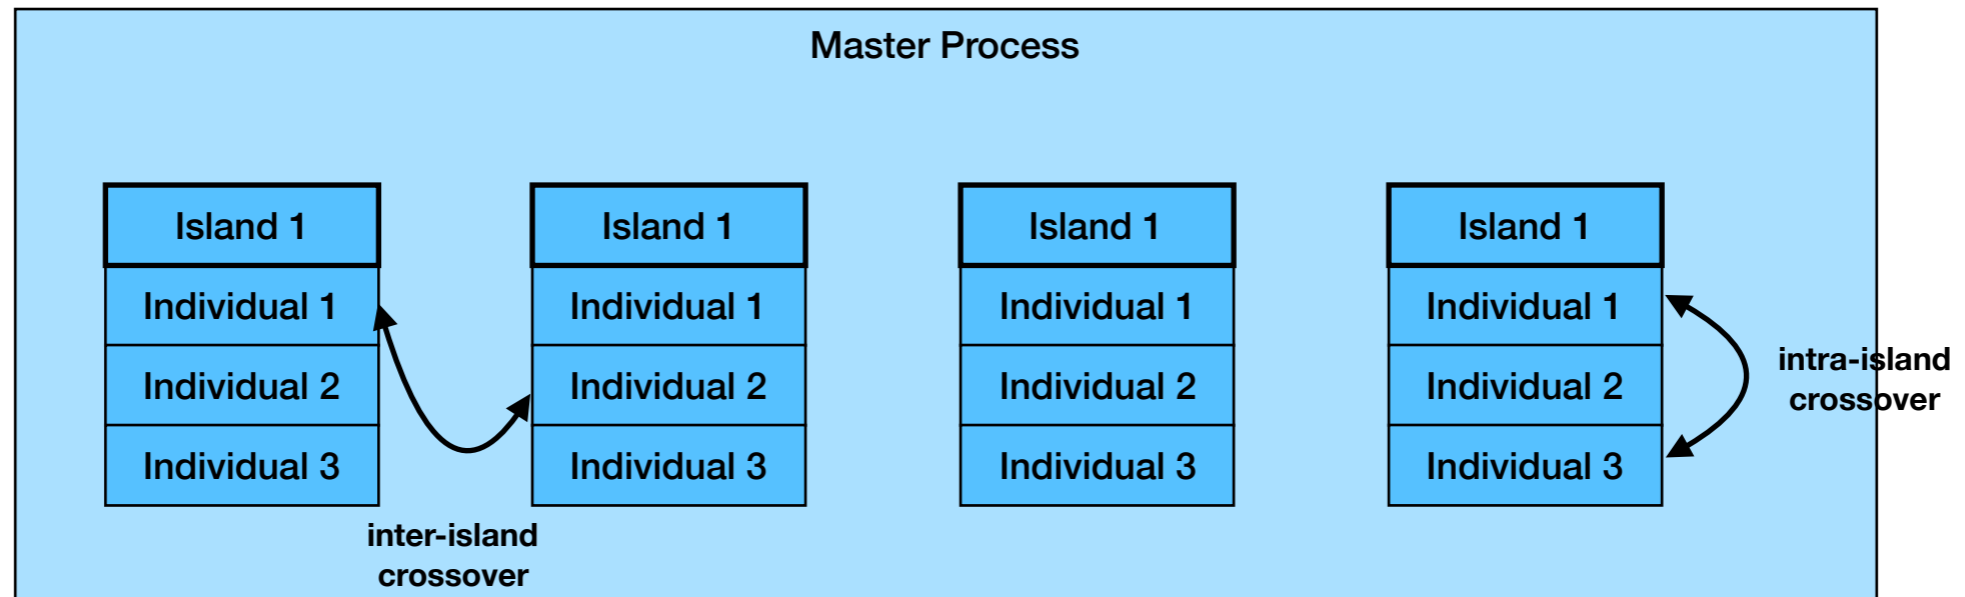 Master Process
Island 1
Individual 1
Individual 2
Individual 3
Island 1
Individual 1
Individual 2
Individual 3
inter-island
crossover
Island 1
Individual 1
Individual 2
Individual 3
Island 1
Individual 1
Individual 2
Individual 3
intra-island
crossover